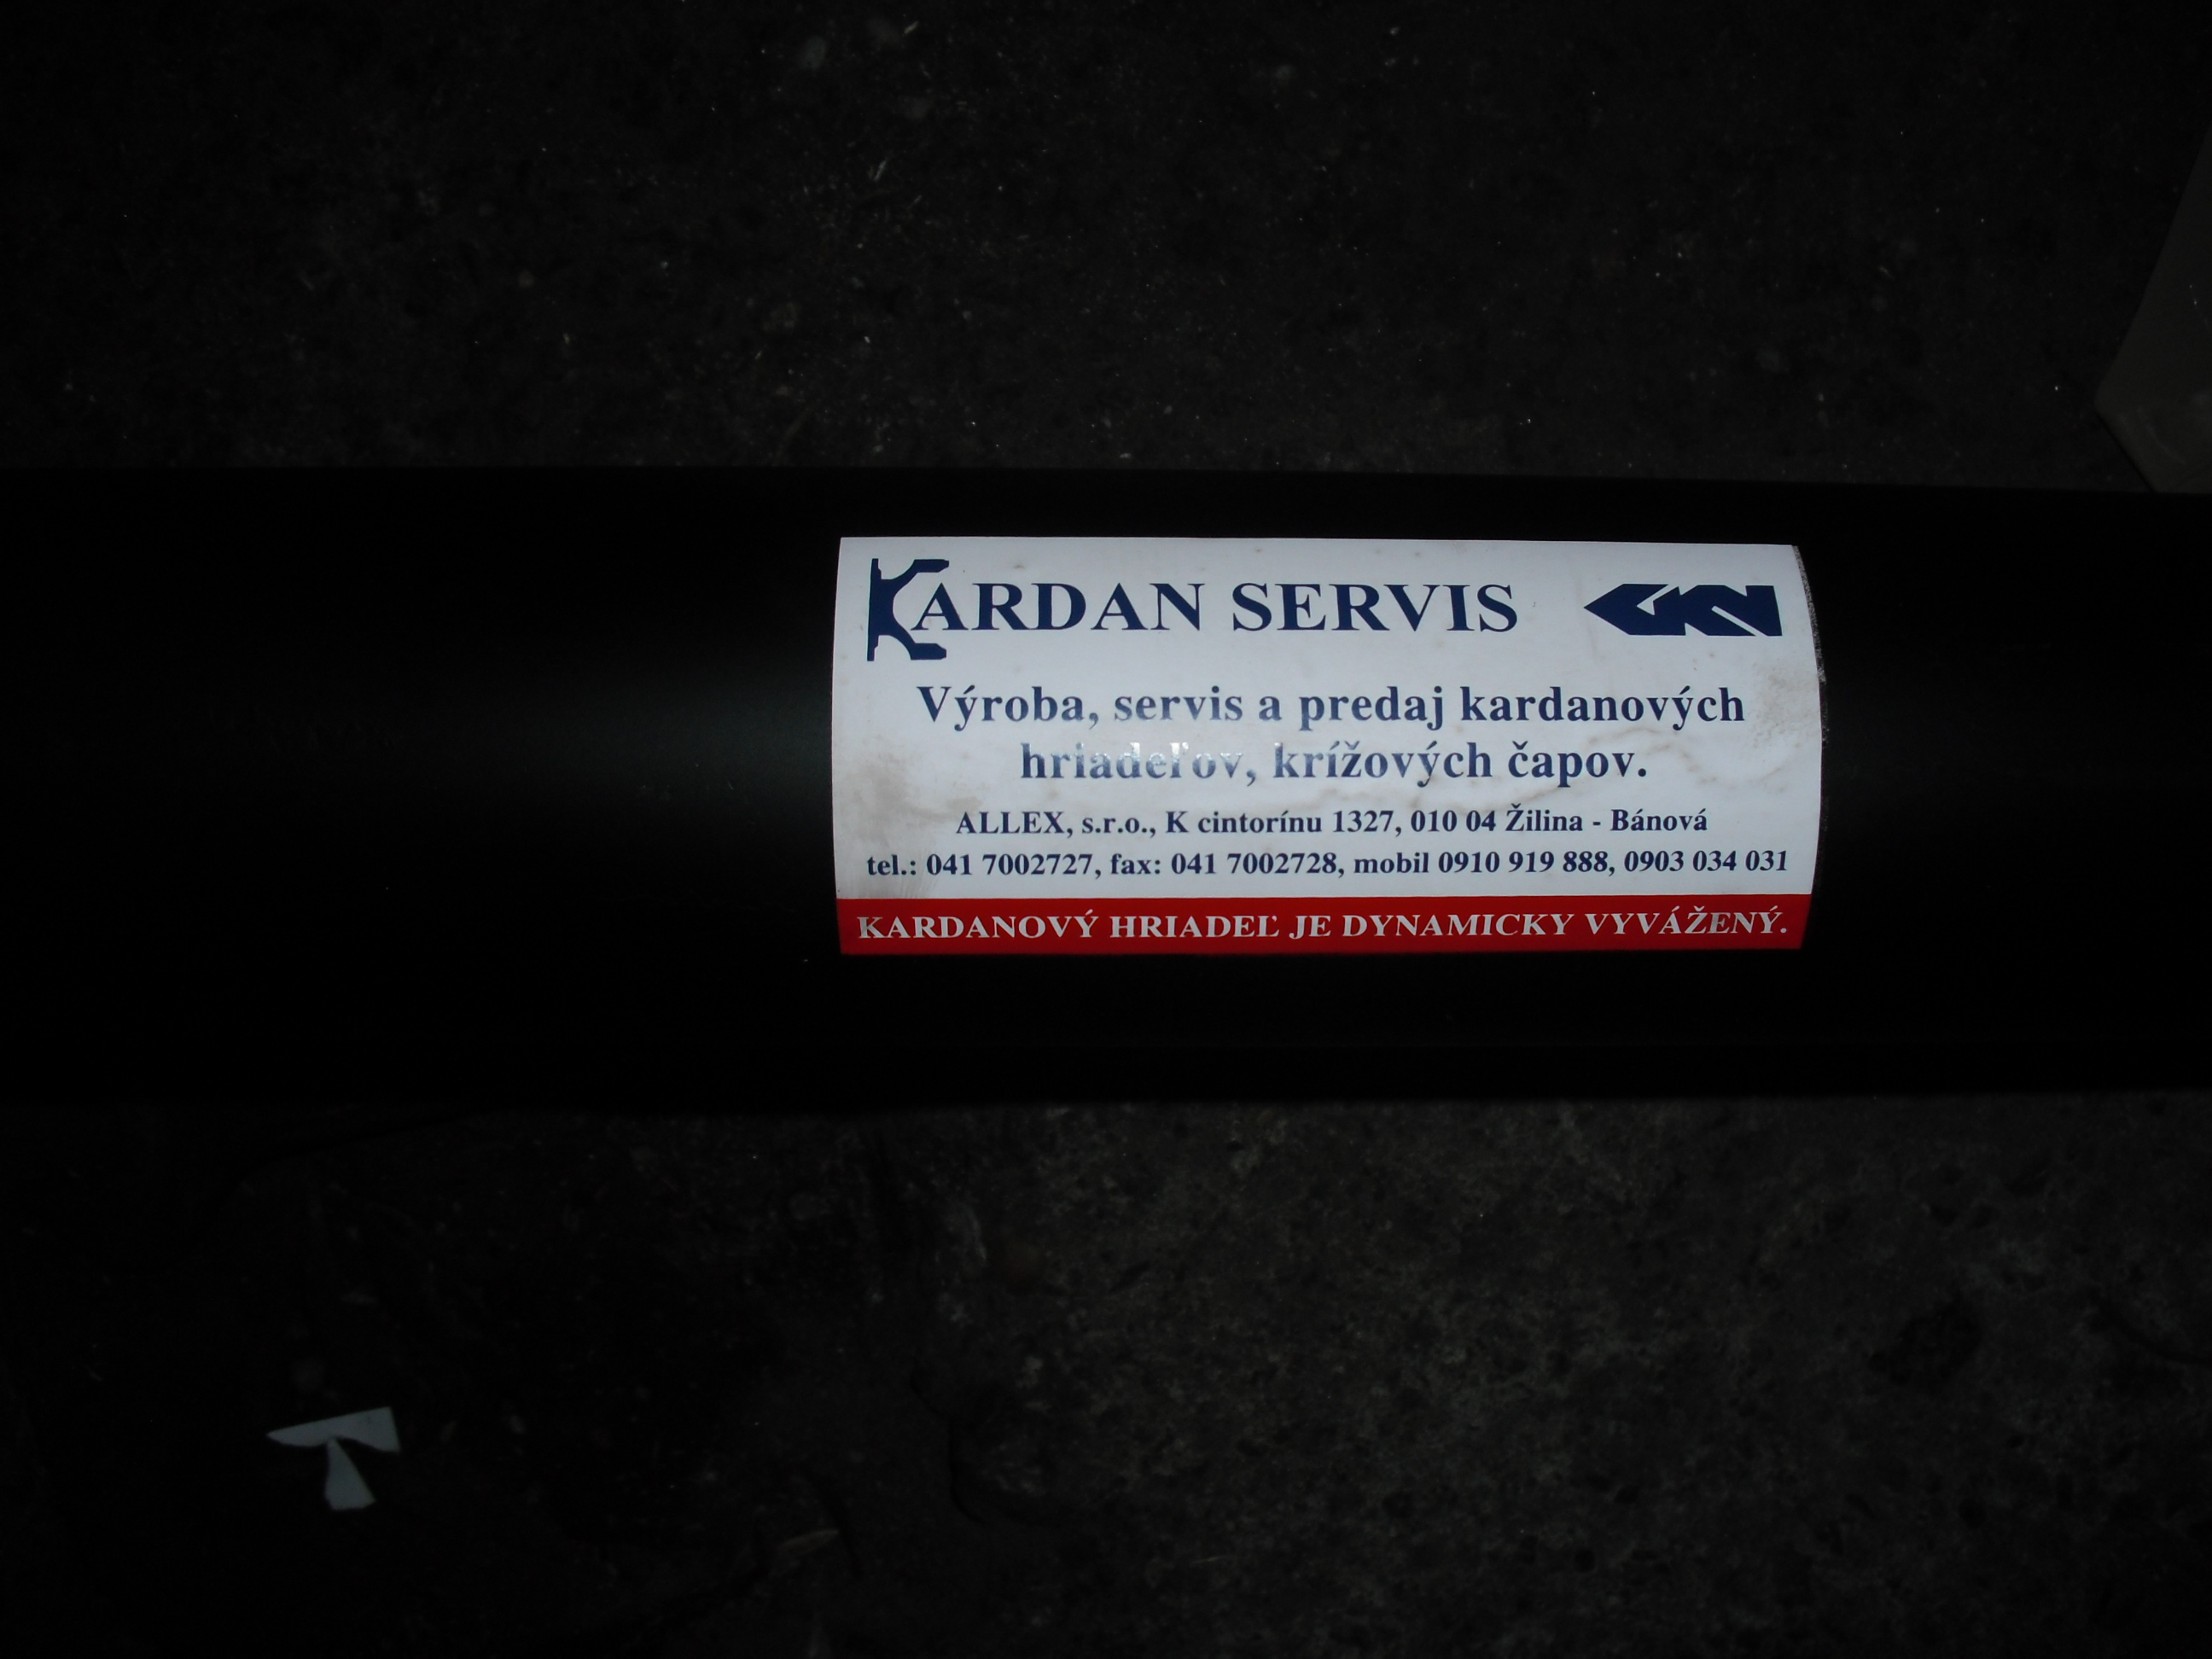 KARDAN SERVIS GKN
Výroba, servis a predaj kardanových
hriadeľov, krížových čapov.
ALLEX, s.r.o., K cintorínu 1327, 010 04 Žilina - Bánová
tel.: 041 7002727, fax: 041 7002728, mobil 0910 919 888, 0903 034 031
KARDANOVÝ HRIADEĽ JE DYNAMICKY VYVÁŽENÝ.